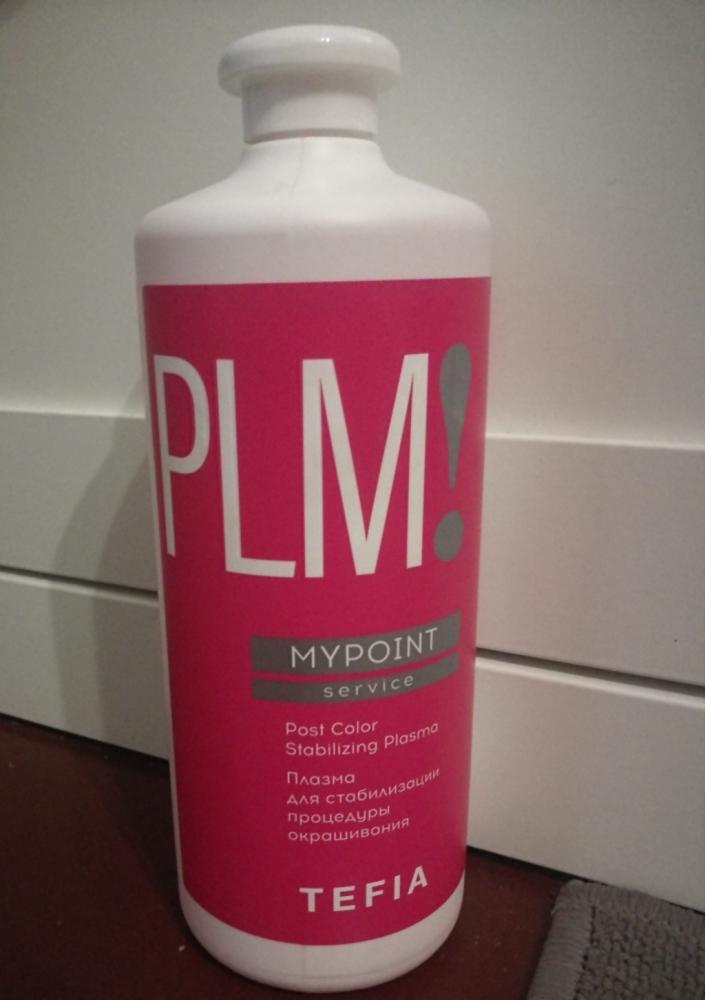 PLM!
MYPOINT
service
Post Color
Stabilizing Plasma
Плазма
для стабилизации
процедуры
окрашивания
TEFIA